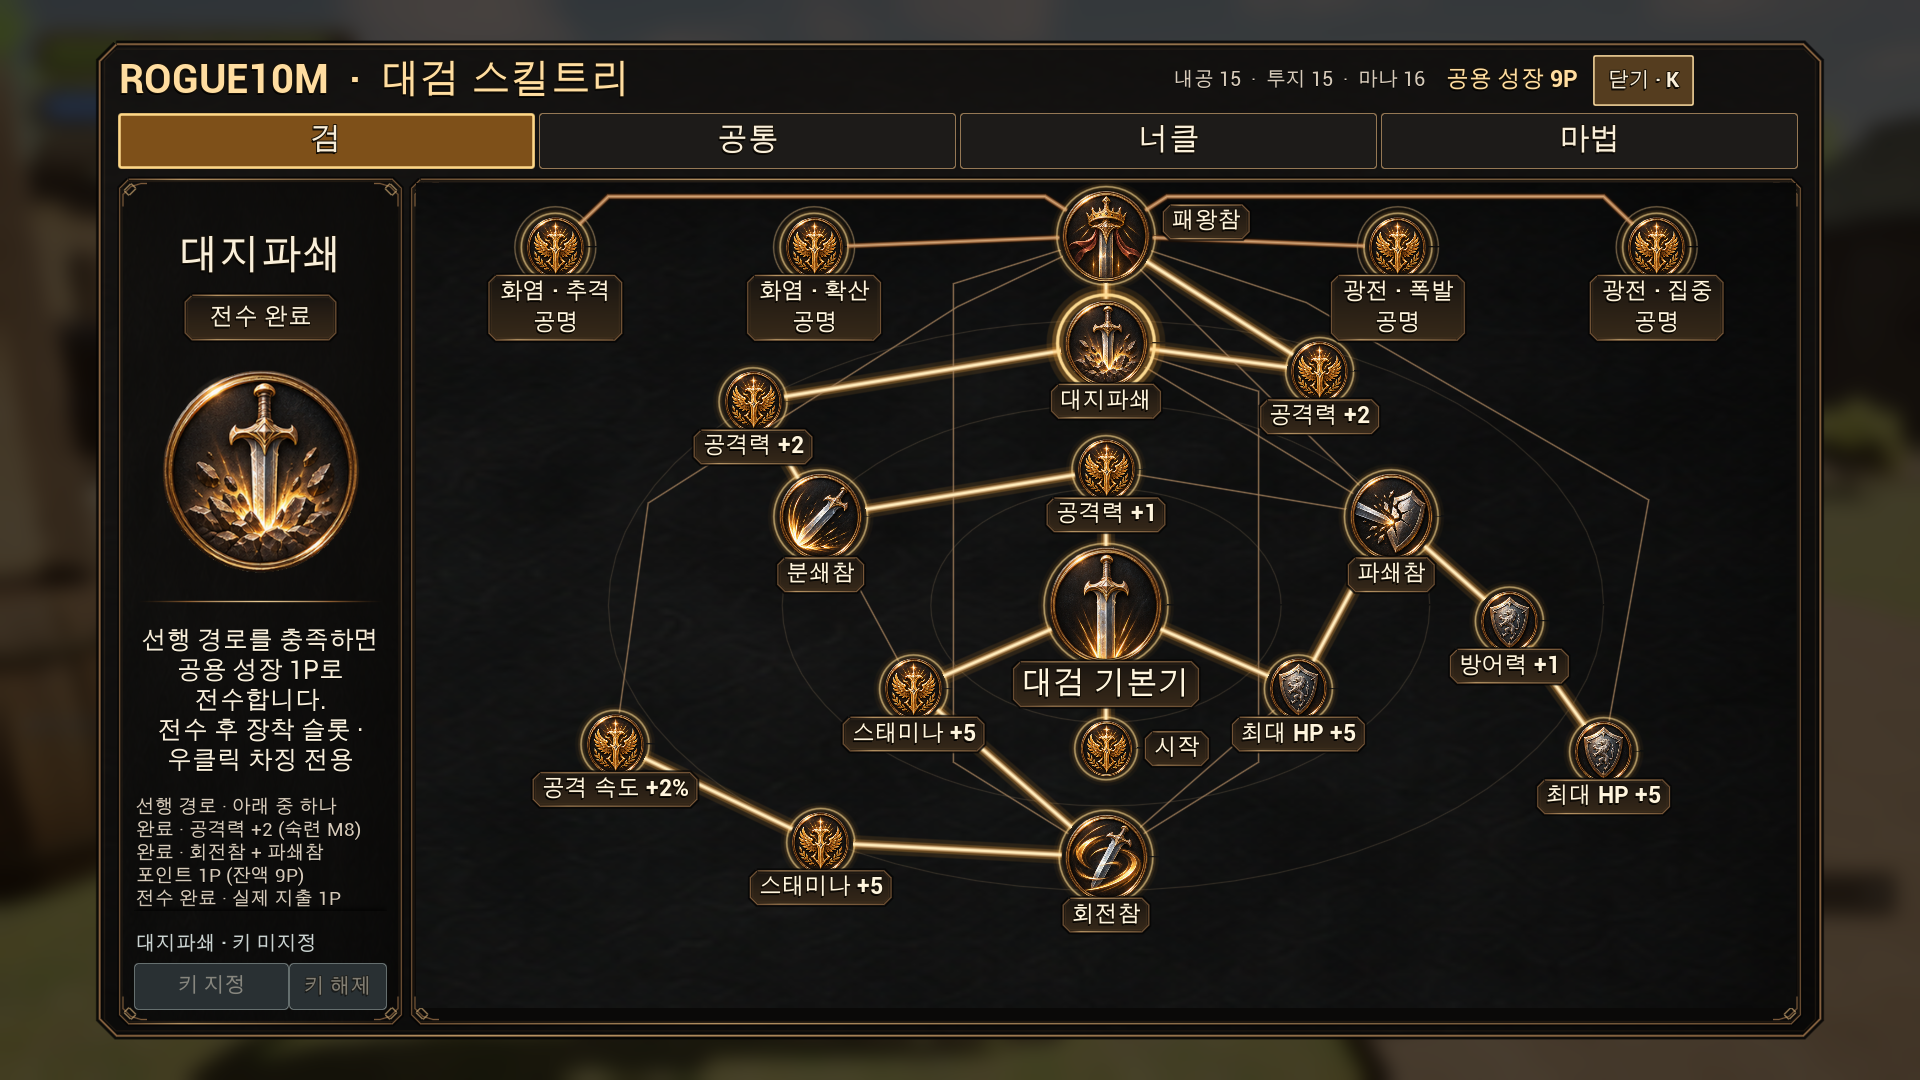 ROGUE10M · 대검 스킬트리
내공 15 · 투지 15 · 마나 16
공용 성장 9P
닫기 · K
검
공통
너클
마법
대지파쇄
전수 완료
선행 경로를 충족하면
공용 성장 1P로
전수합니다.
전수 후 장착 슬롯 ·
우클릭 차징 전용
선행 경로 · 아래 중 하나
완료 · 공격력 +2 (숙련 M8)
완료 · 회전참 + 파쇄참
포인트 1P (잔액 9P)
전수 완료 · 실제 지출 1P
대지파쇄 · 키 미지정
키 지정
키 해제
패왕참
화염 · 추격
공명
화염 · 확산
공명
광전 · 폭발
공명
광전 · 집중
공명
대지파쇄
공격력 +2
공격력 +2
공격력 +1
분쇄참
파쇄참
대검 기본기
방어력 +1
스태미나 +5
시작
최대 HP +5
공격 속도 +2%
최대 HP +5
스태미나 +5
회전참